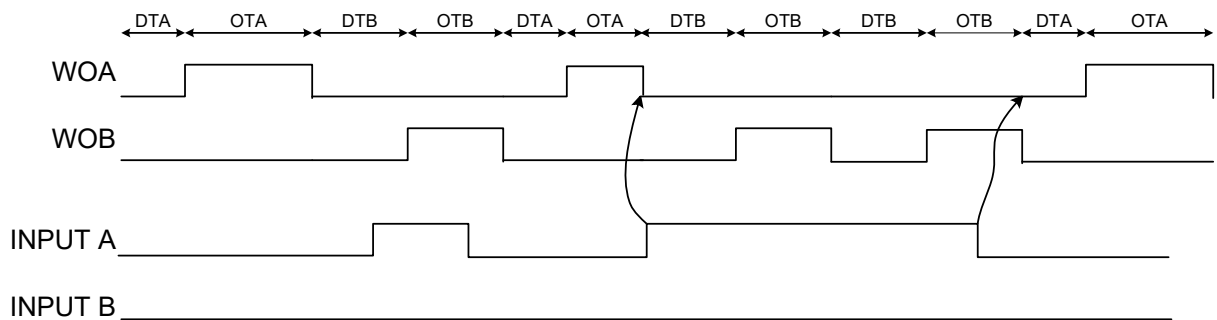 DTA OTA DTB OTB DTA OTA DTB OTB DTB OTB DTA OTA
WOA
WOB
INPUT A
INPUT B